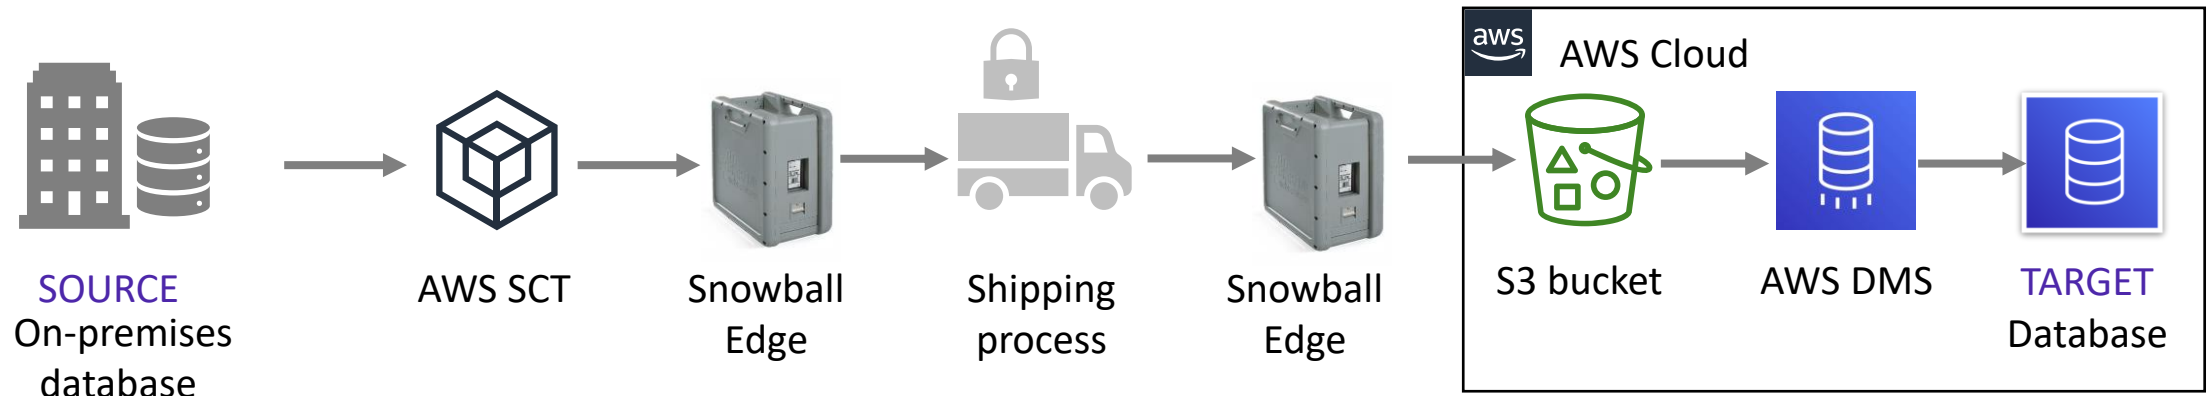 aws
AWS Cloud
SOURCE
On-premises
database
AWS SCT
Snowball
Edge
Shipping
process
Snowball
Edge
S3 bucket
AWS DMS
TARGET
Database